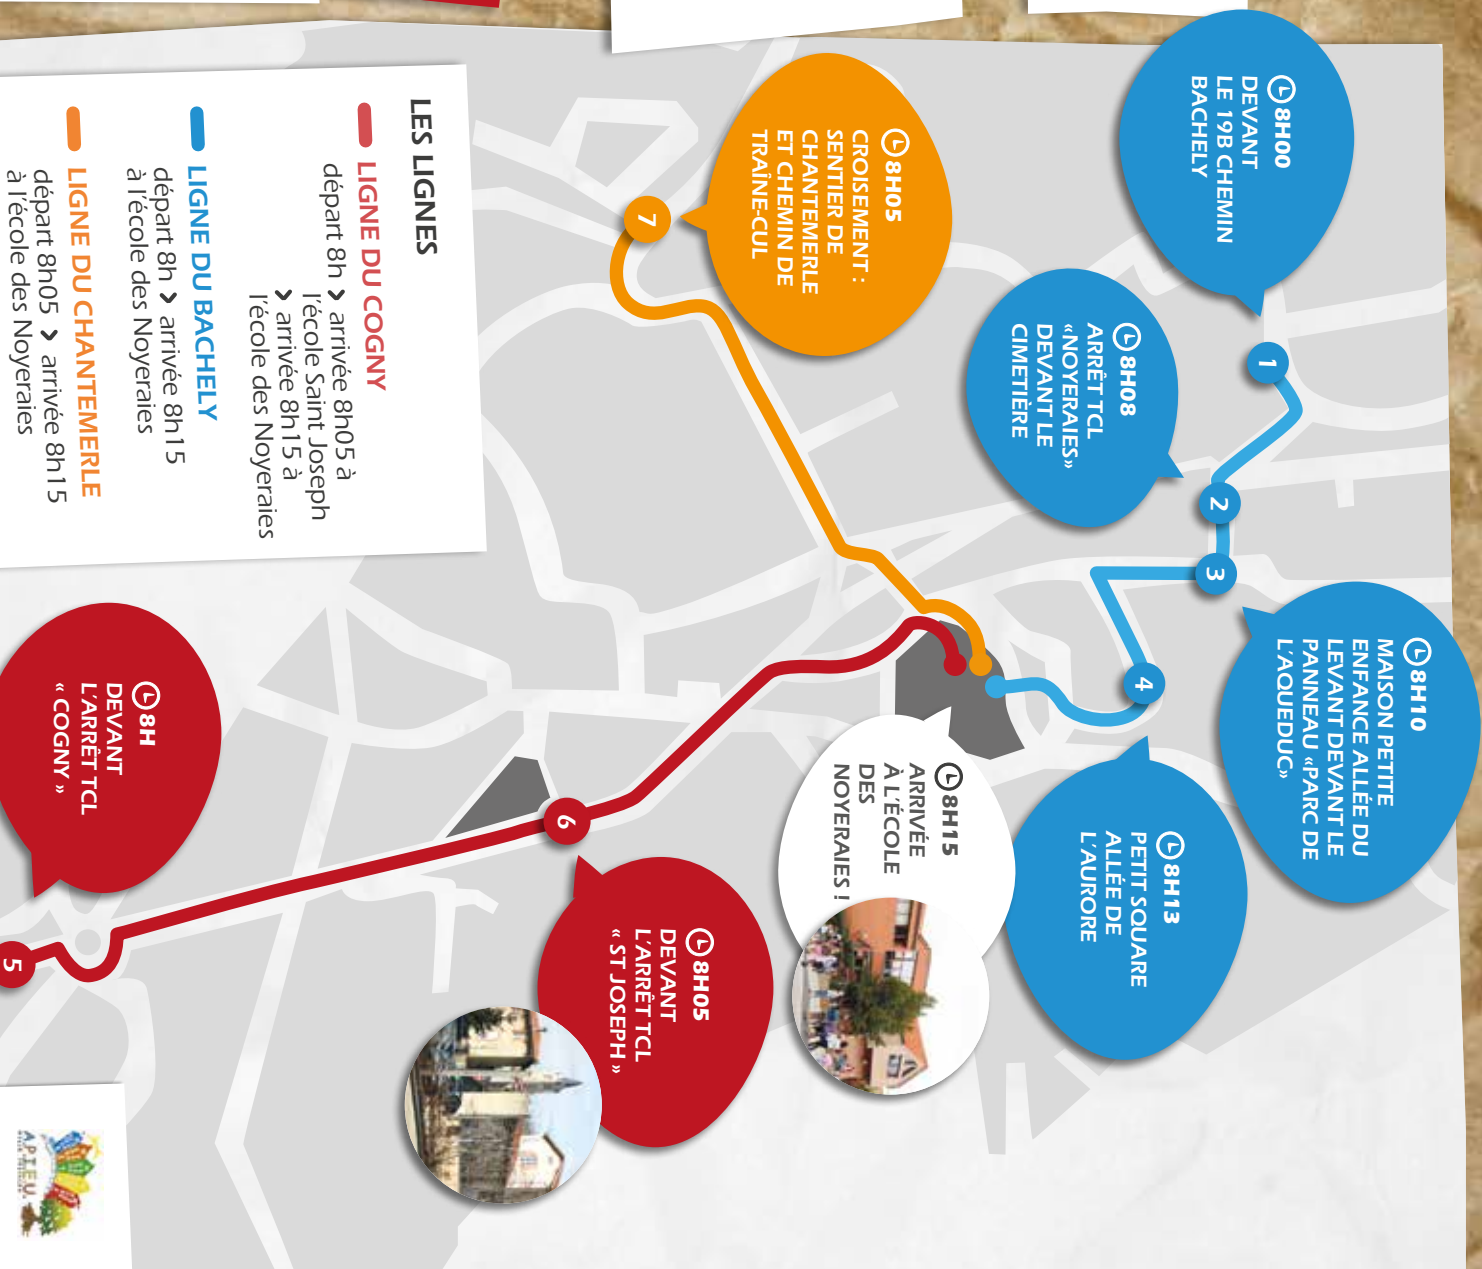 LES LIGNES
LIGNE DU COGNY
départ 8h › arrivée 8h05 à
l'école Saint Joseph
› arrivée 8h15 à
l'école des Noyeraies
LIGNE DU BACHELY
départ 8h › arrivée 8h15
à l'école des Noyeraies
LIGNE DU CHANTEMERLE
départ 8h05 › arrivée 8h15
à l'école des Noyeraies
8H00
DEVANT
LE 19B CHEMIN
BACHELY
1
8H08
ARRÊT TCL
«NOYERAIES»
DEVANT LE
CIMETIÈRE
2
8H10
MAISON PETITE
ENFANCE ALLÉE DU
LEVANT DEVANT LE
PANNEAU «PARC DE
L'AQUEDUC»
3
8H13
PETIT SQUARE
ALLÉE DE
L'AURORE
4
8H15
ARRIVÉE
À L'ÉCOLE
DES
NOYERAIES !
8H05
CROISEMENT :
SENTIER DE
CHANTEMERLE
ET CHEMIN DE
TRAÎNE-CUL
7
8H05
DEVANT
L'ARRÊT TCL
« ST JOSEPH »
6
8H
DEVANT
L'ARRÊT TCL
« COGNY »
5
A.P.I.E.U.